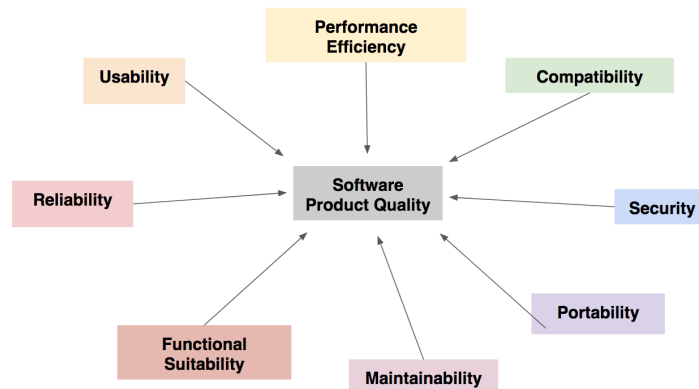 Performance
Efficiency
Usability
Compatibility
Software
Product Quality
Reliability
Security
Portability
Functional
Suitability
Maintainability